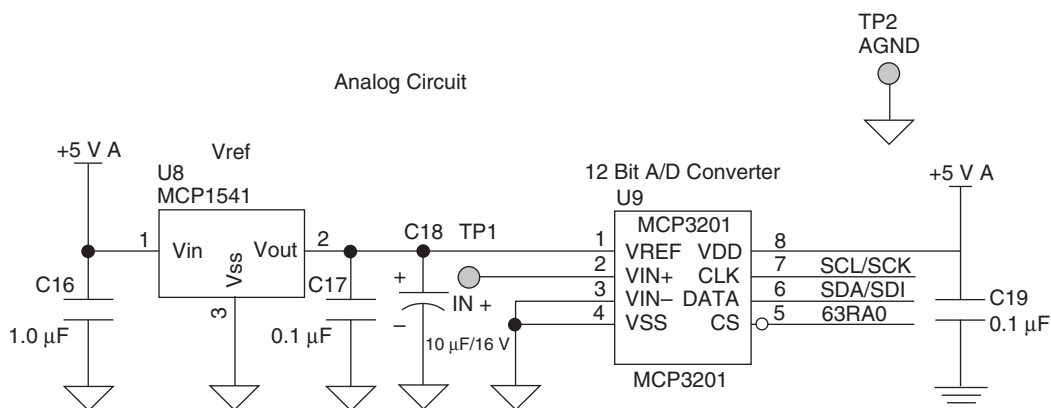 TP2
AGND
Analog Circuit
+5 V A
Vref
U8
MCP1541
1
Vin
Vss
Vout
2
3
C16
1.0 µF
C17
0.1 µF
C18
+
–
10 µF/16 V
TP1
IN +
12 Bit A/D Converter
U9
MCP3201
1
VREF
VDD
8
2
VIN+
CLK
7
SCL/SCK
3
VIN–
DATA
6
SDA/SDI
4
VSS
CS
5
63RA0
MCP3201
+5 V A
C19
0.1 µF